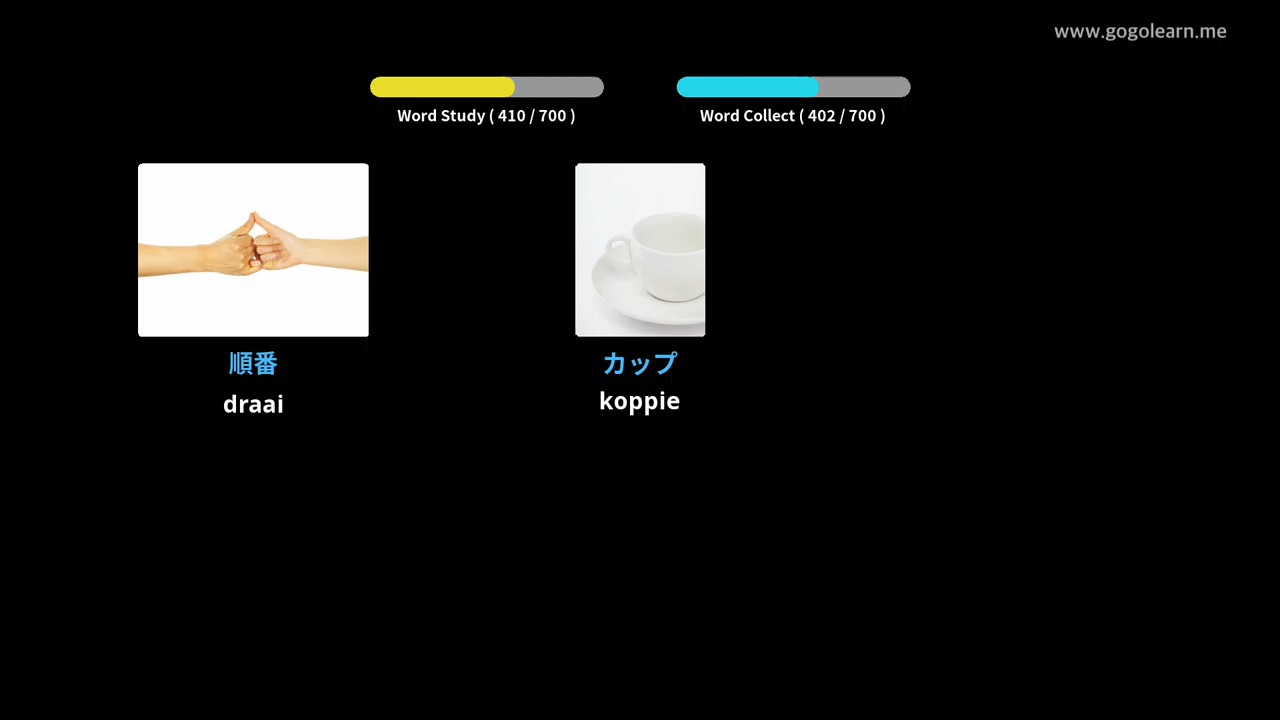 www.gogolearn.me
Word Study ( 410 / 700 )
Word Collect ( 402 / 700 )
順番
draai
カップ
koppie